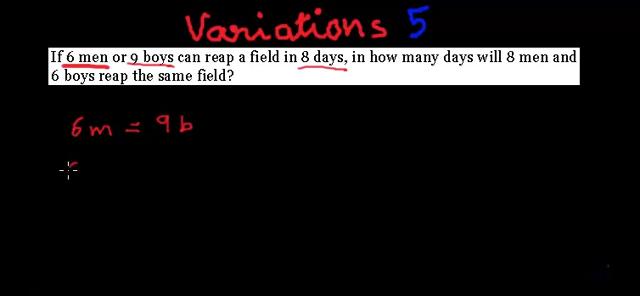 Variations 5
If 6 men or 9 boys can reap a field in 8 days, in how many days will 8 men and
6 boys reap the same field?
6m = 9b